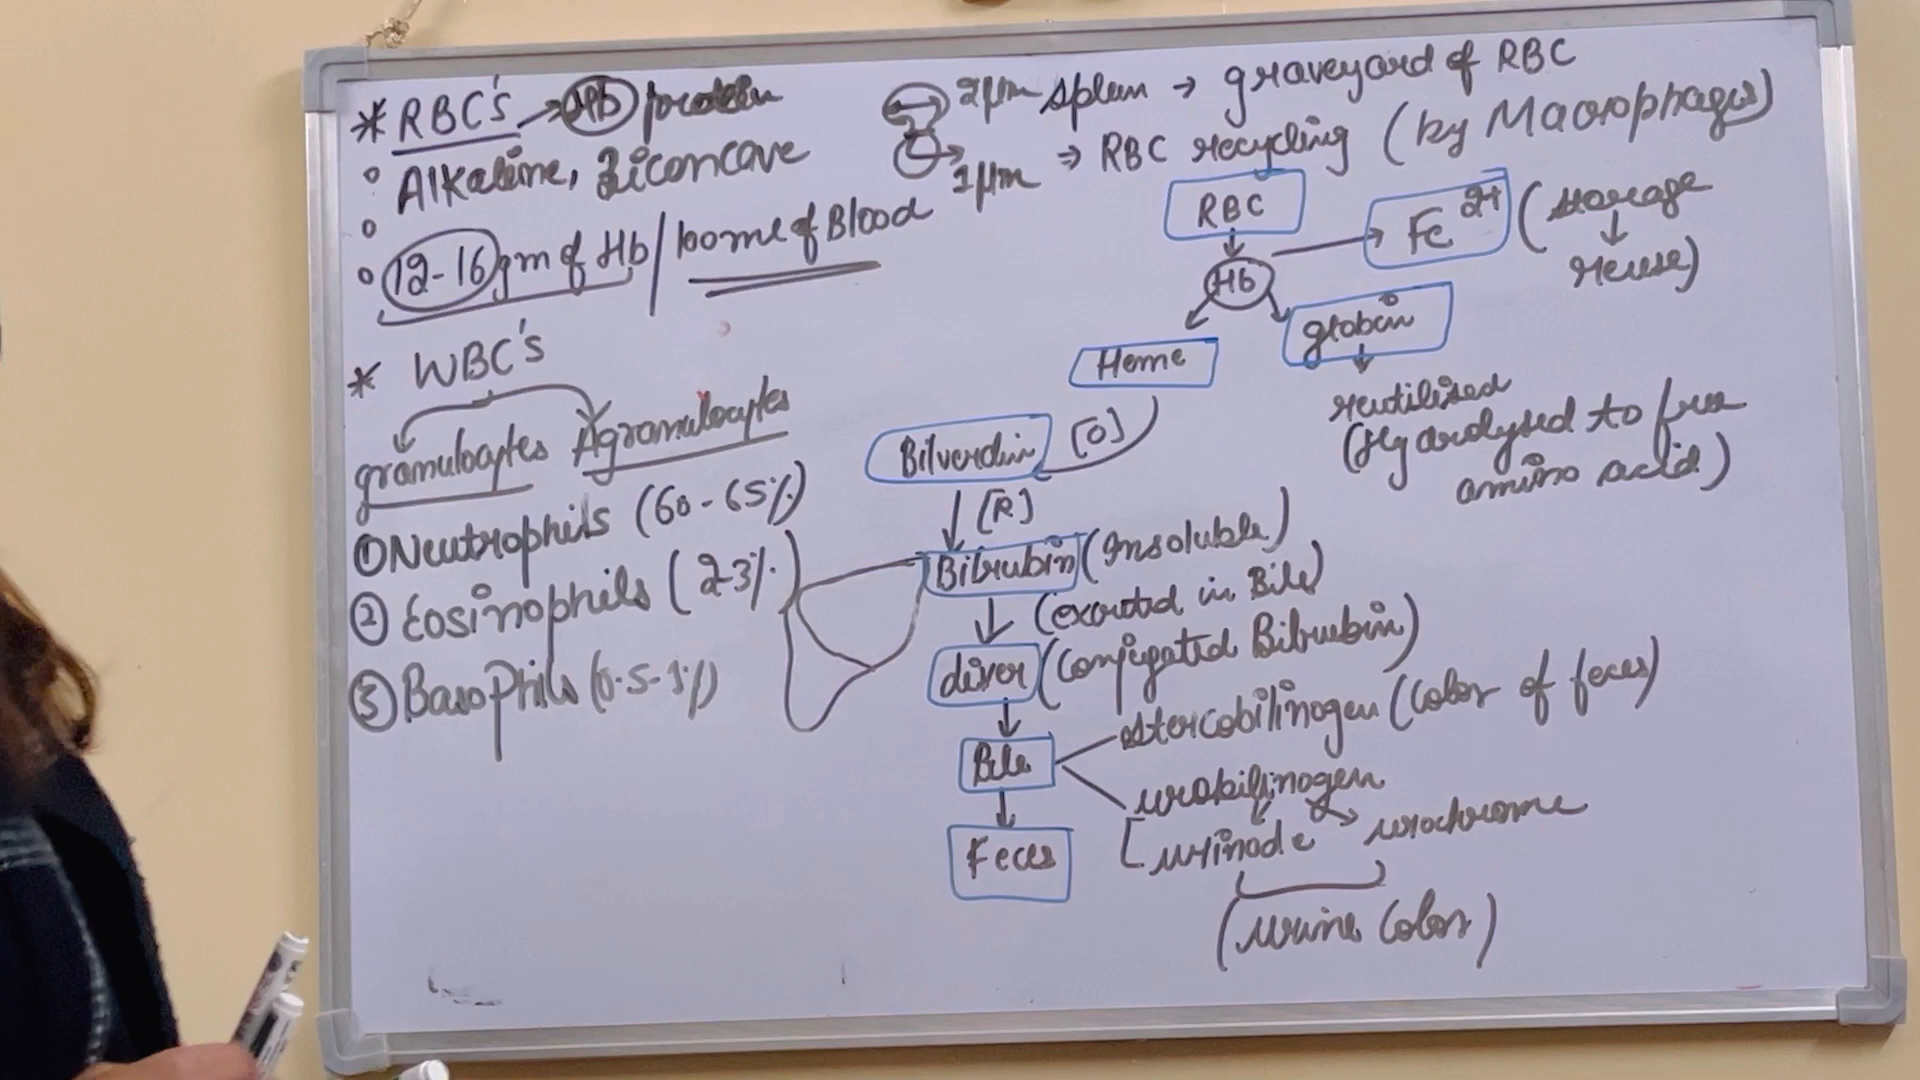 * RBC's → Hb protein
Alkaline, Biconcave
12-16 gm of Hb / 100ml of Blood
* WBC's
granulocytes Agranulocytes
① Neutrophils (60-65%)
② Eosinophils (2-3%)
③ Basophils (0.5-1%)
2μm
1μm
spleen → graveyard of RBC
⇒ RBC recycling (by Macrophages)
RBC
Hb
Fe 2+ (storage
↓
reuse)
Heme
globin
reutilised
(Hydrolysed to free
amino acid)
Bilverdin [O]
[R]
Bilirubin (Insoluble)
(excreted in Bile)
liver (Conjugated Bilirubin)
Bile
stercobilinogen (Color of feces)
urobilinogen
Feces
[urinode urochrome
(urine Color)